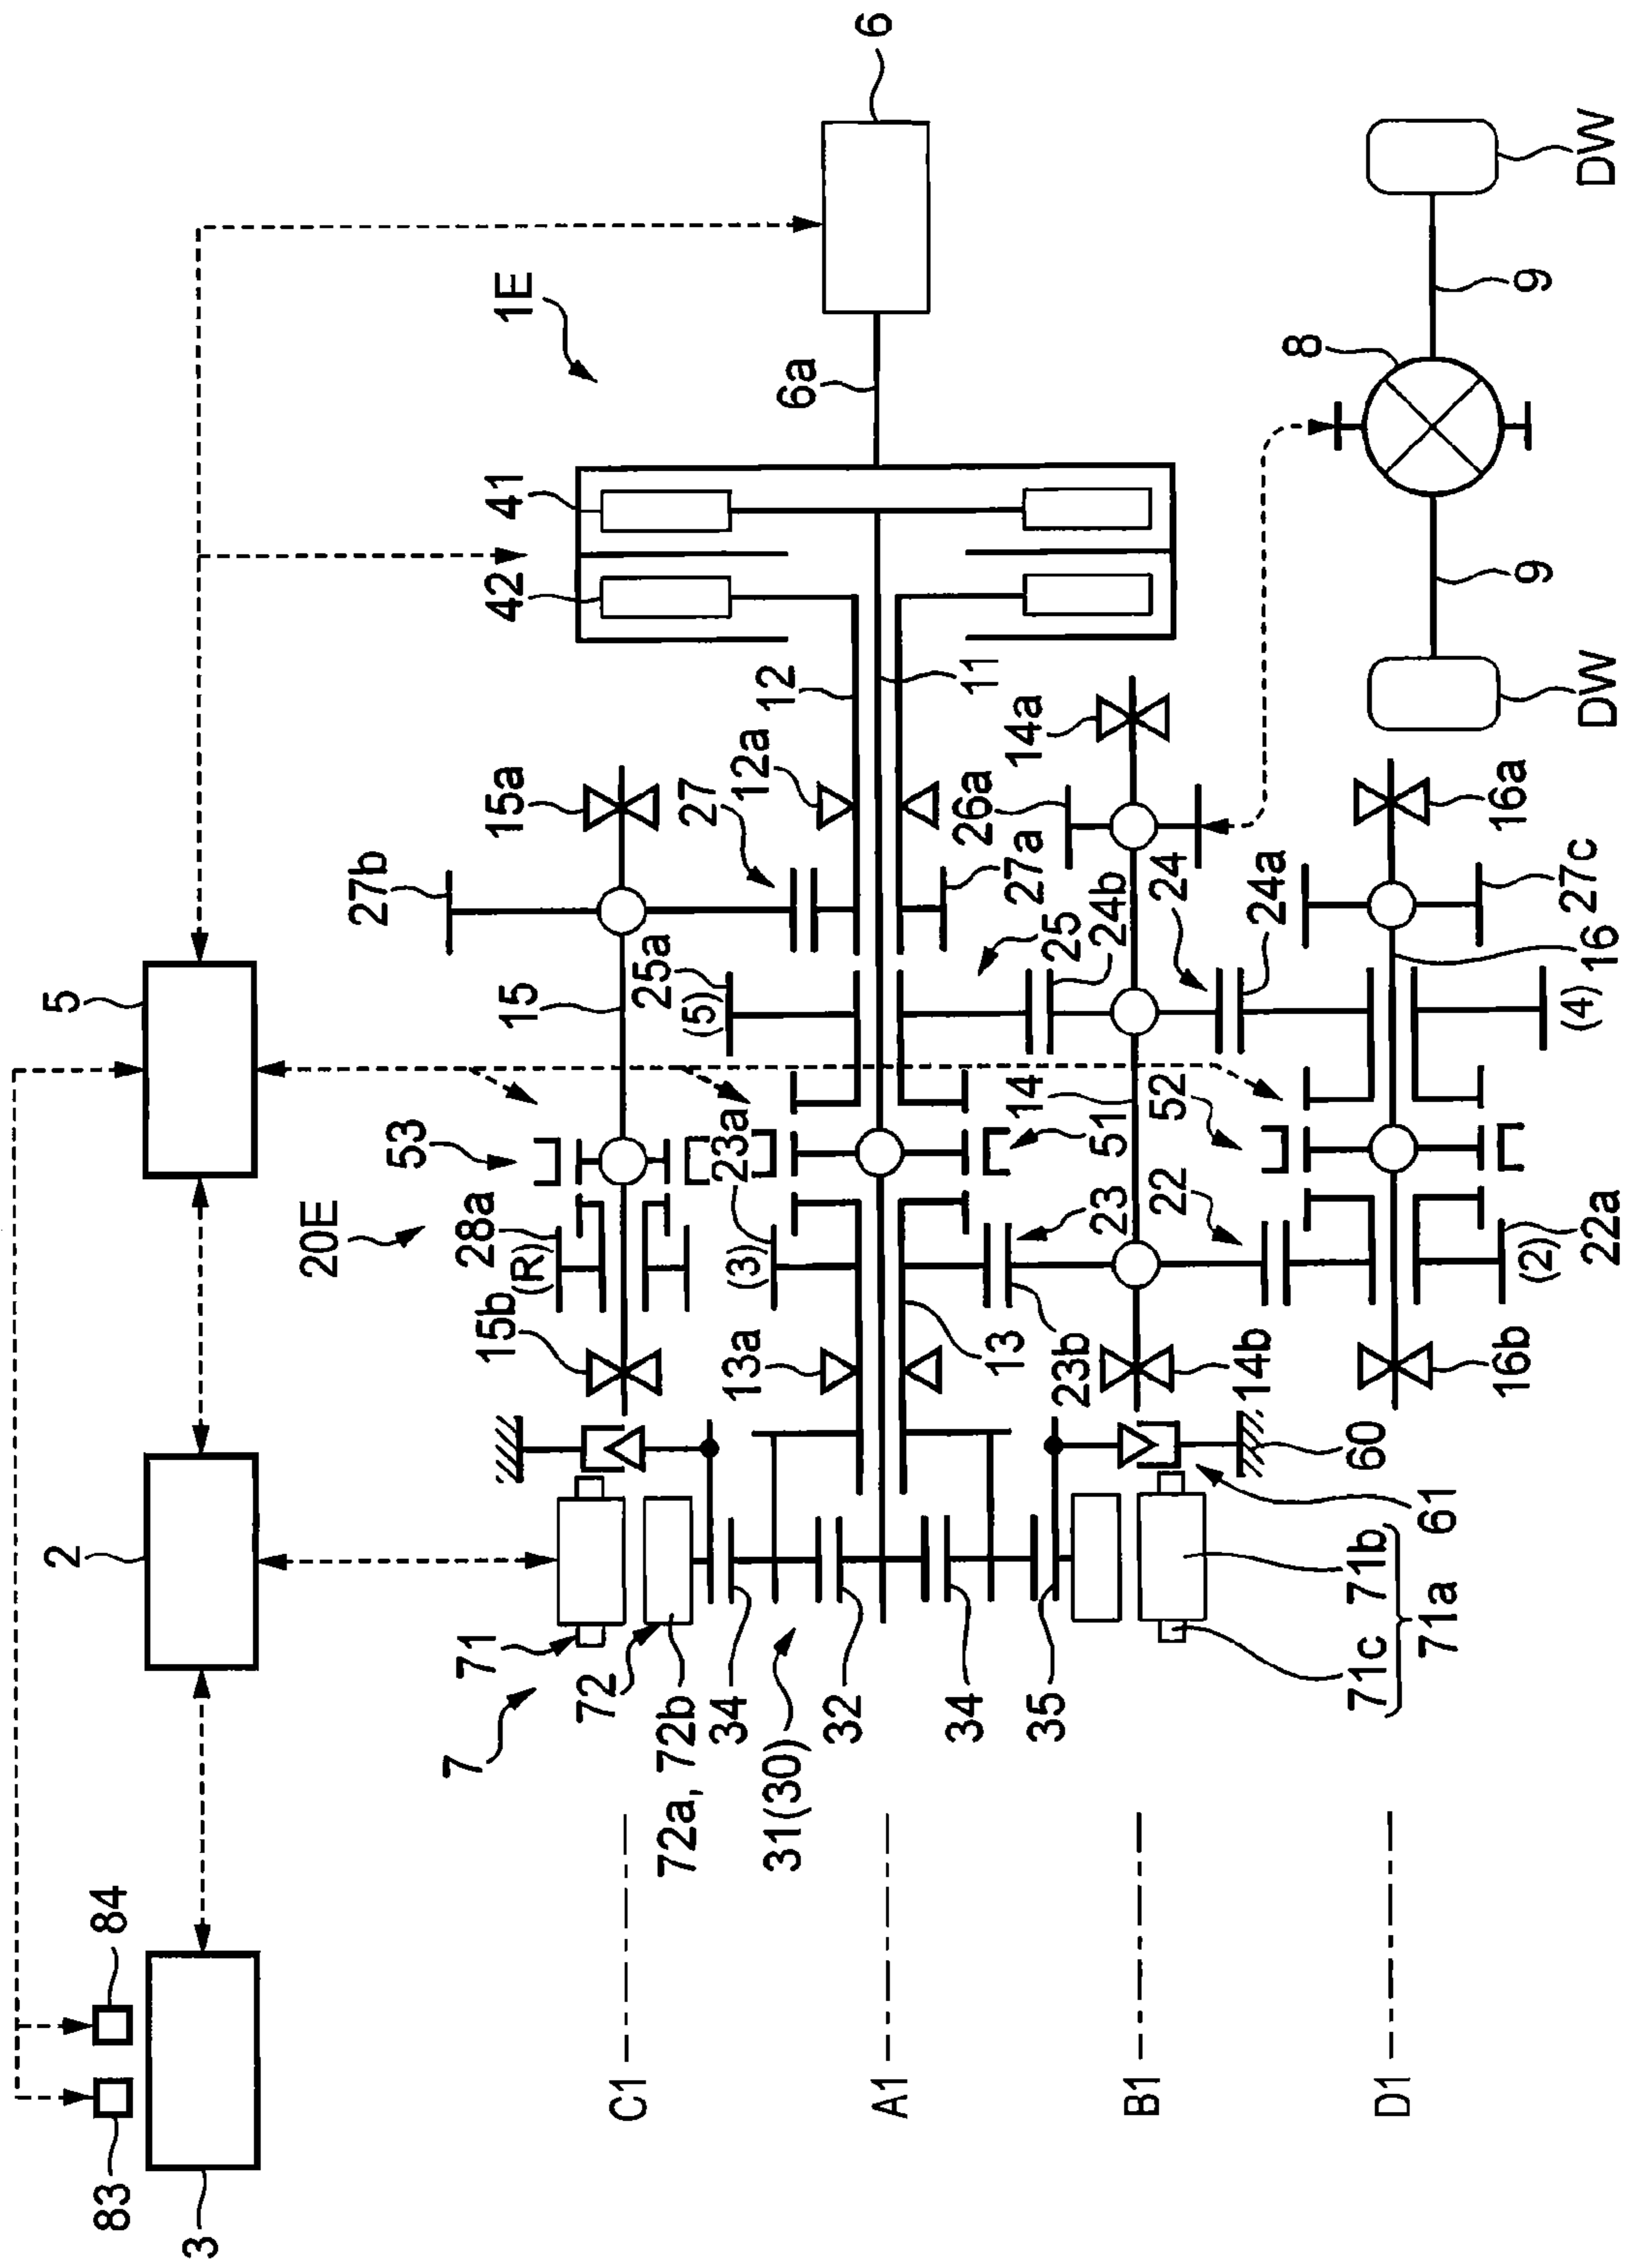 2
5
83
84
3
20E
27b
53
7
71
28a
(R)
15b
15
15a
42
41
1E
72
C1
72a, 72b
25a
(5)
27
34
13a
23a
(3)
12a
12
31(30)
6a
32
6
A1
34
13
26a
11
35
14
27a
14a
23b
25
51
23
24b
B1
22
52
24
14b
24a
8
71c 71b
60
D1
71a
61
16b
16a
(2)
9
9
(4)
27c
22a
16
DW
DW